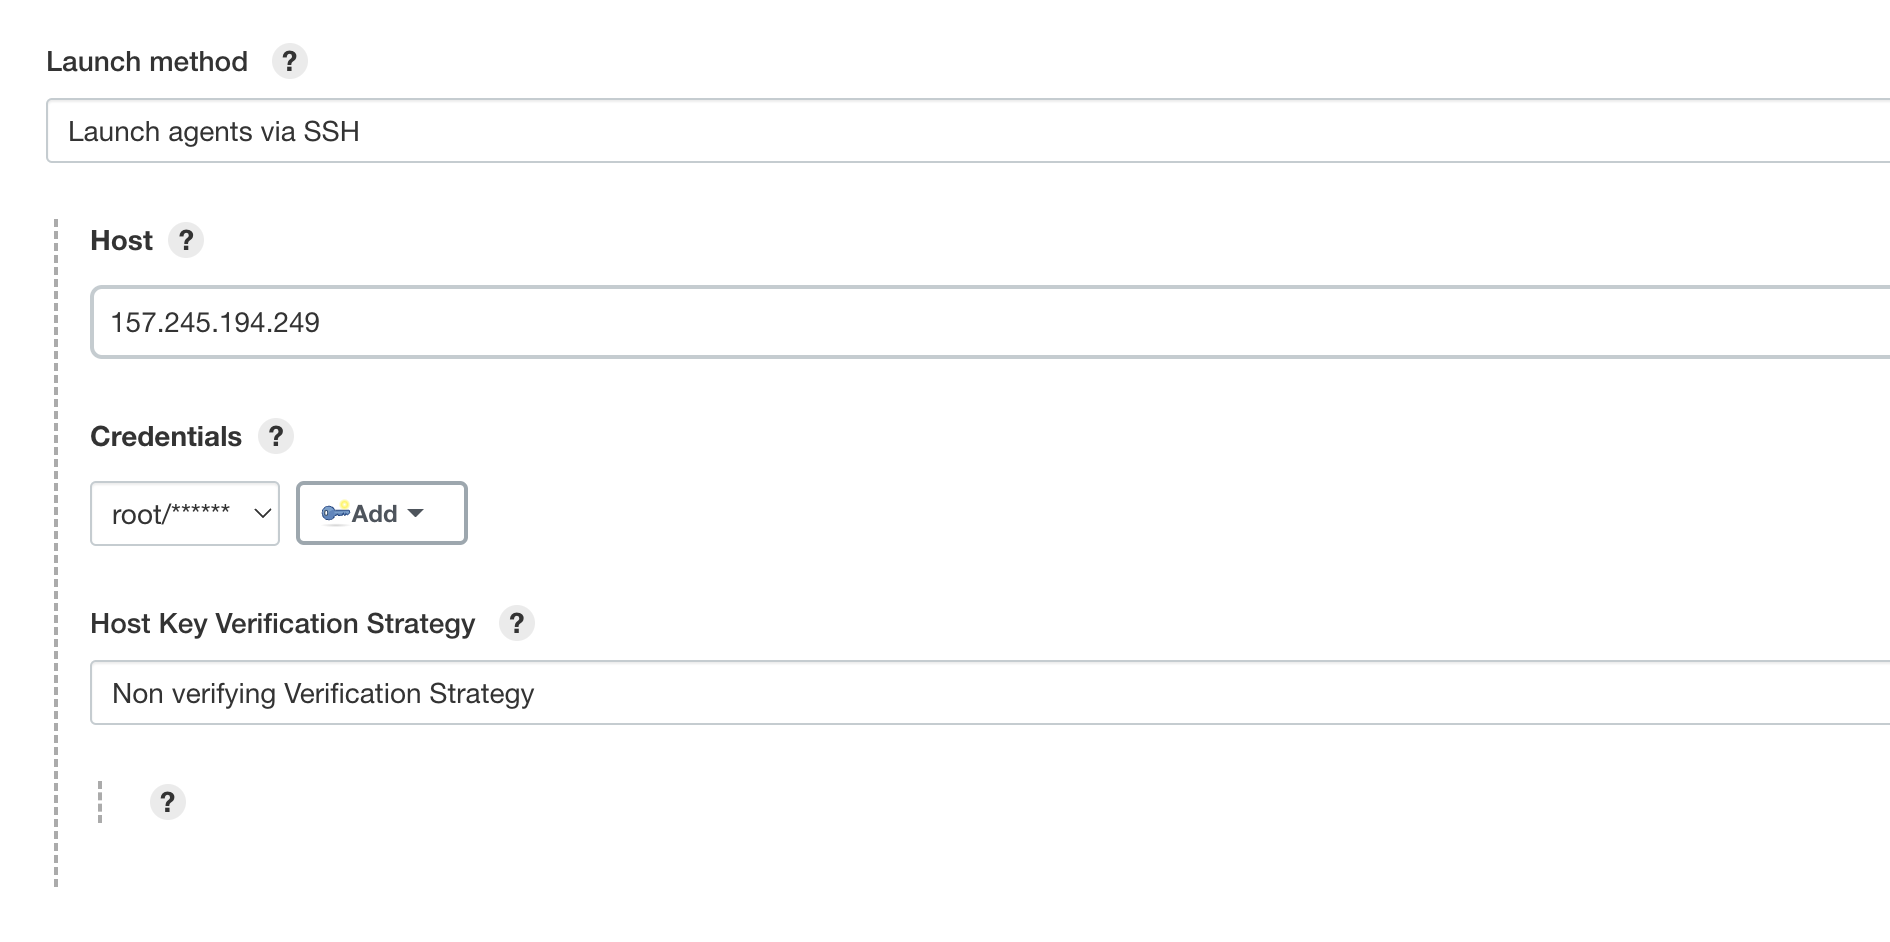 Launch method ?
Launch agents via SSH
Host ?
157.245.194.249
Credentials ?
root/****** Add
Host Key Verification Strategy ?
Non verifying Verification Strategy
?